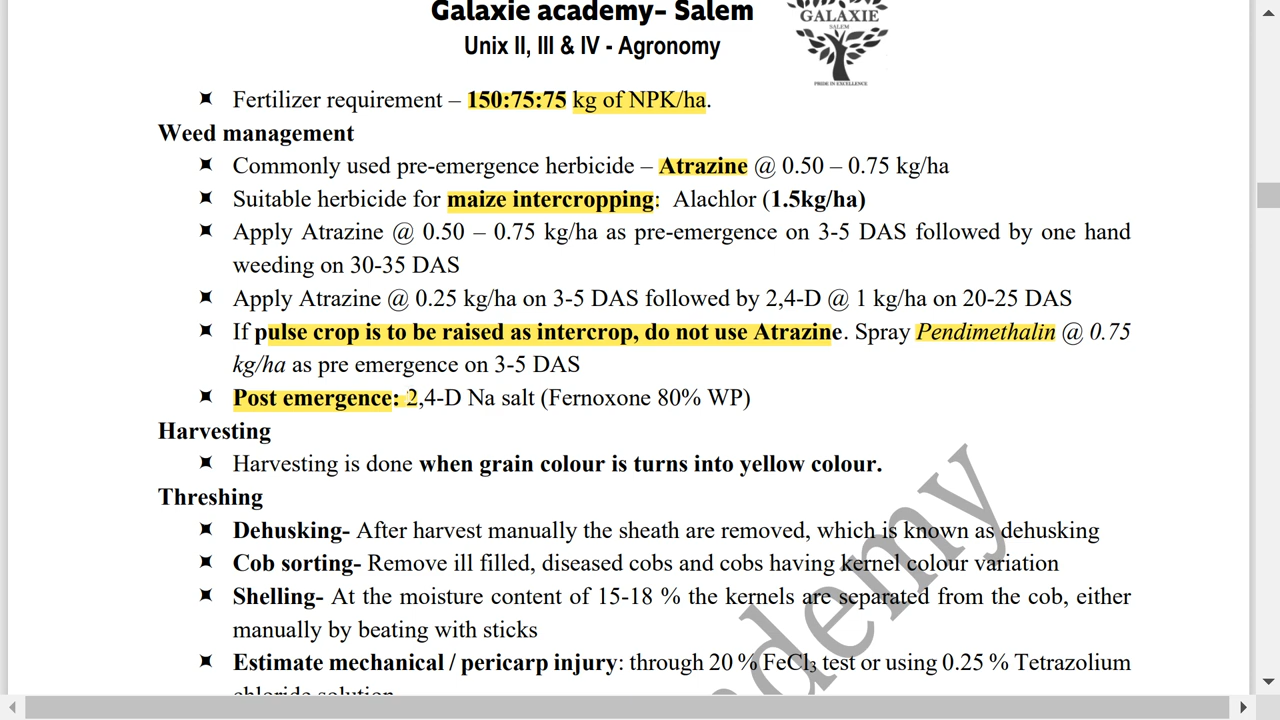 Galaxie academy– Salem
GALAXIE
SALEM
PRIDE IN EXCELLENCE
Unix II, III & IV - Agronomy
Fertilizer requirement – 150:75:75 kg of NPK/ha.
Weed management
Commonly used pre-emergence herbicide – Atrazine @ 0.50 – 0.75 kg/ha
Suitable herbicide for maize intercropping: Alachlor (1.5kg/ha)
Apply Atrazine @ 0.50 – 0.75 kg/ha as pre-emergence on 3-5 DAS followed by one hand
weeding on 30-35 DAS
Apply Atrazine @ 0.25 kg/ha on 3-5 DAS followed by 2,4-D @ 1 kg/ha on 20-25 DAS
If pulse crop is to be raised as intercrop, do not use Atrazine. Spray Pendimethalin @ 0.75
kg/ha as pre emergence on 3-5 DAS
Post emergence: 2,4-D Na salt (Fernoxone 80% WP)
Harvesting
Harvesting is done when grain colour is turns into yellow colour.
Threshing
Dehusking- After harvest manually the sheath are removed, which is known as dehusking
Cob sorting- Remove ill filled, diseased cobs and cobs having kernel colour variation
Shelling- At the moisture content of 15-18 % the kernels are separated from the cob, either
manually by beating with sticks
Estimate mechanical / pericarp injury: through 20 % FeCl₃ test or using 0.25 % Tetrazolium
chloride solution
demy